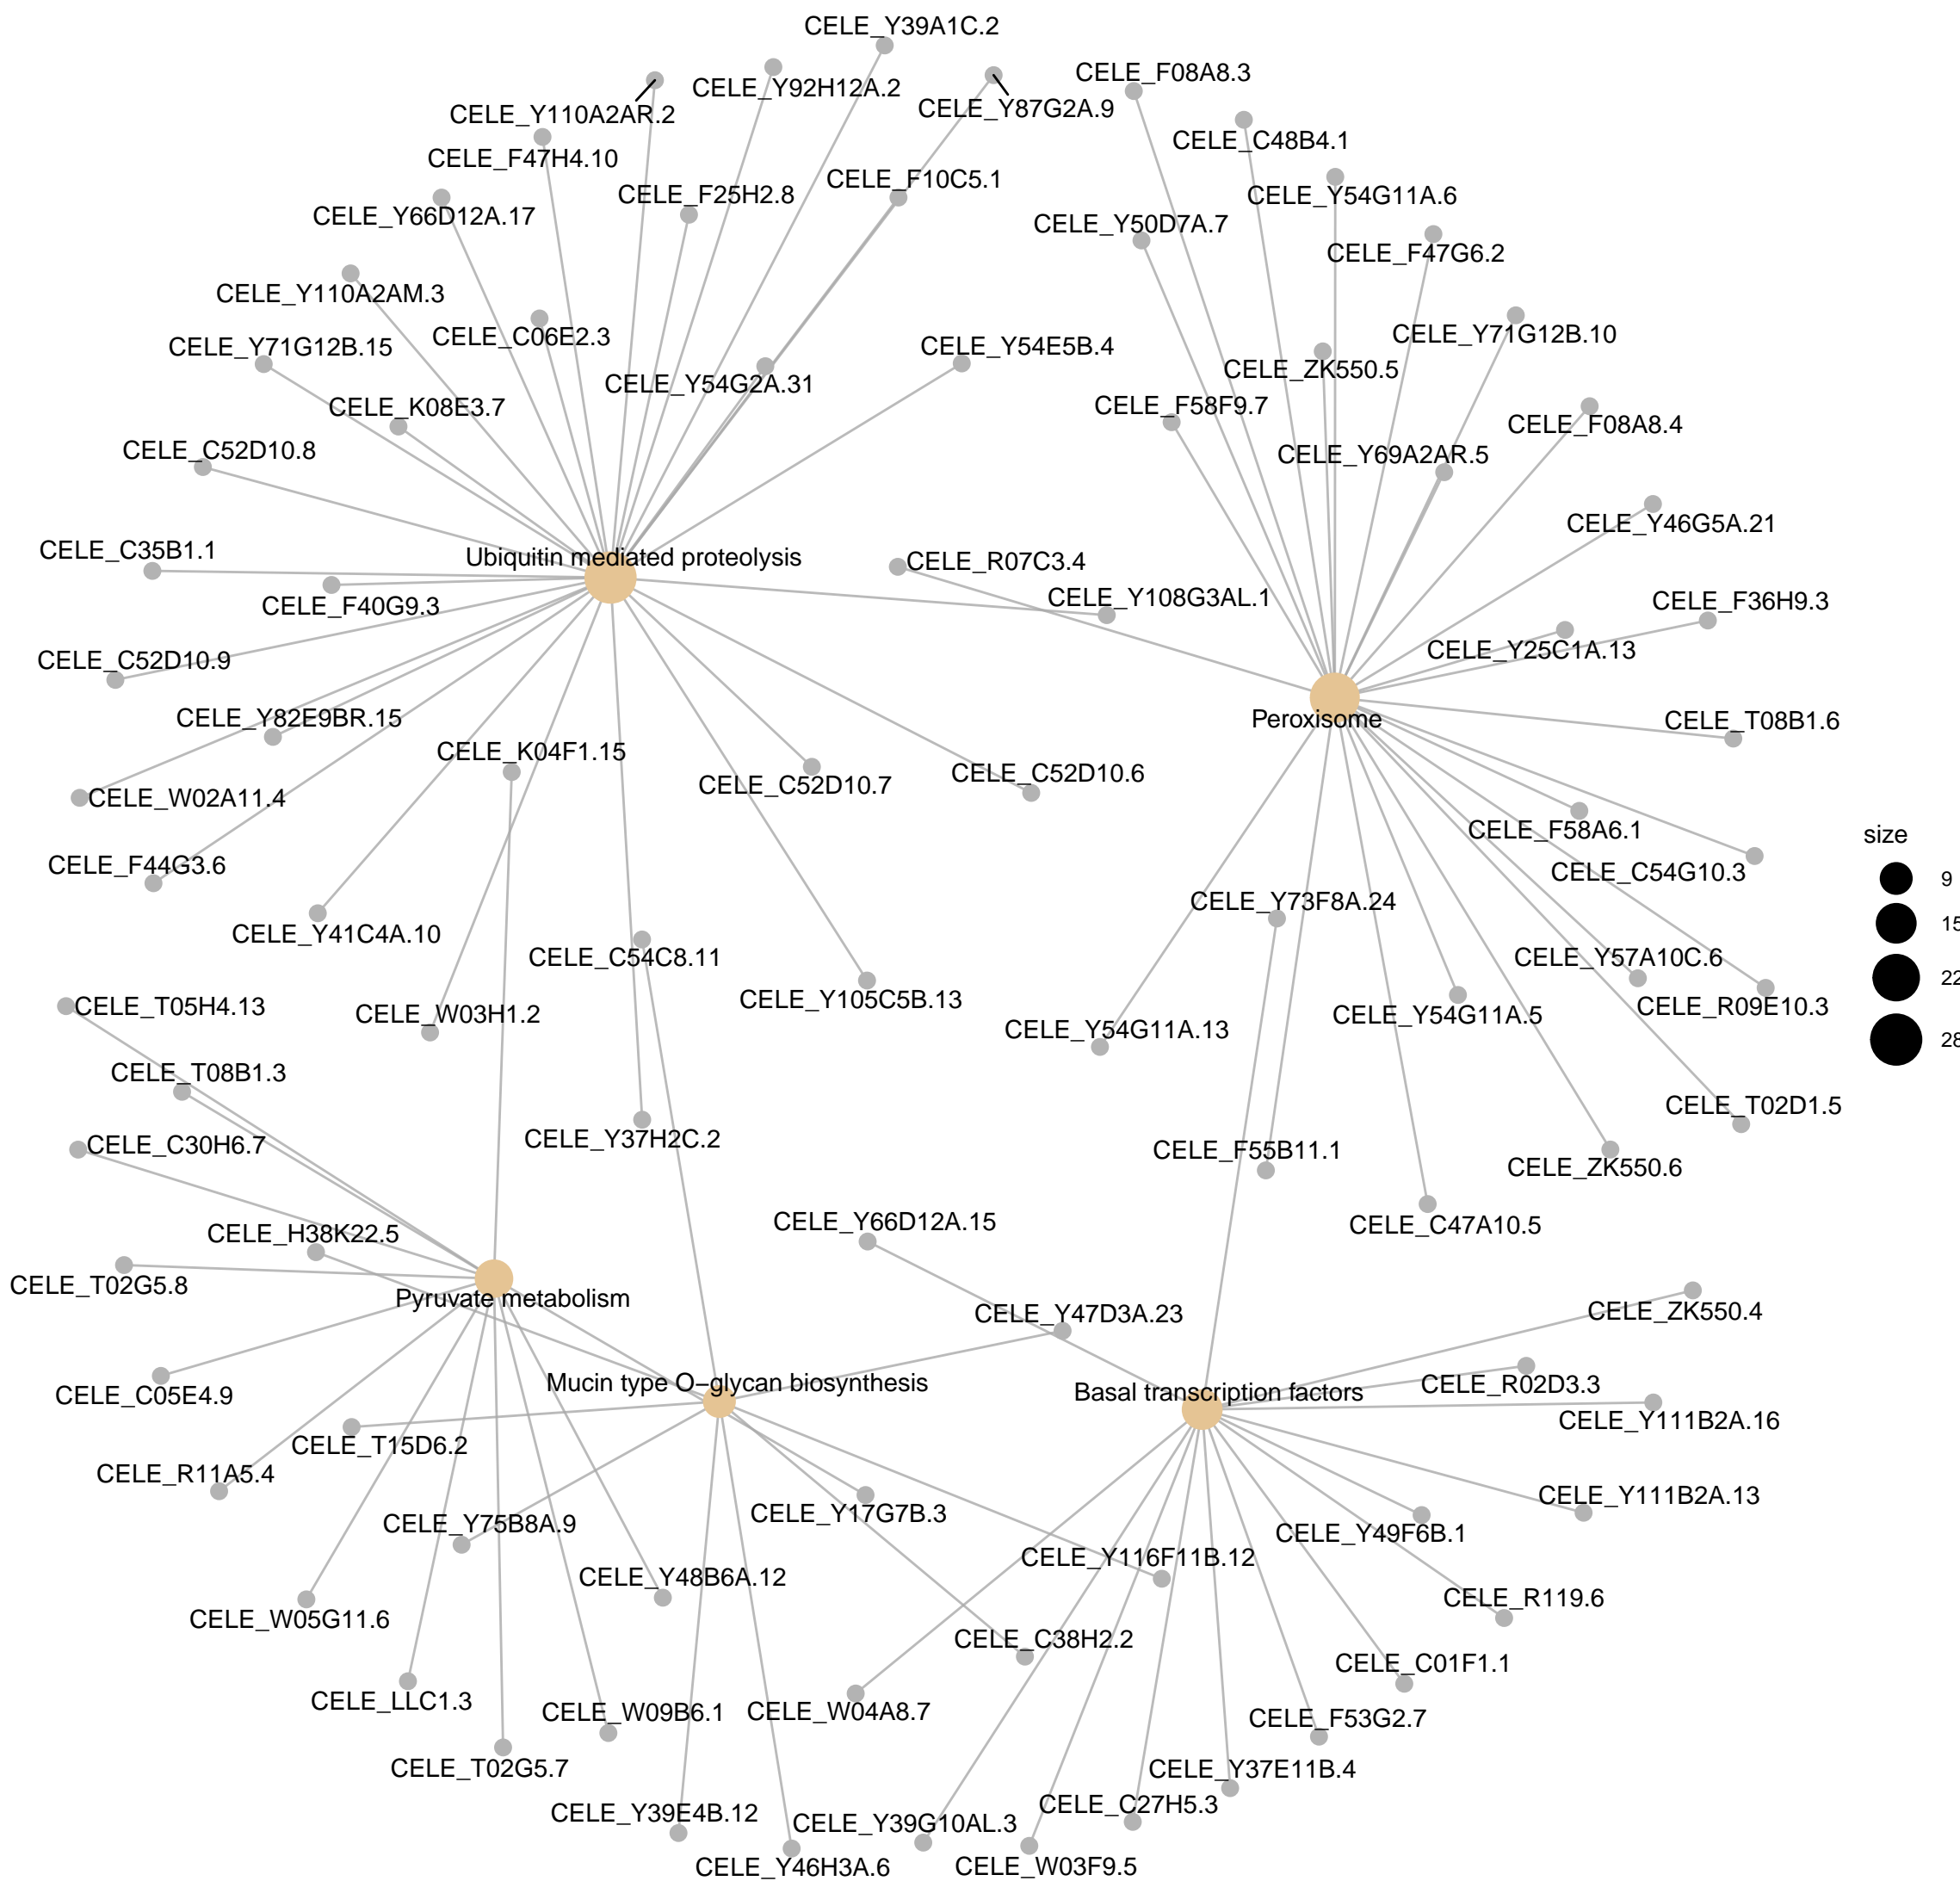 CELE_Y39A1C.2
CELE_F08A8.3
CELE_Y92H12A.2
CELE_Y87G2A.9
CELE_Y110A2AR.2
CELE_C48B4.1
CELE_F47H4.10
CELE_F10C5.1
CELE_F25H2.8
CELE_Y54G11A.6
CELE_Y66D12A.17
CELE_Y50D7A.7
CELE_F47G6.2
CELE_Y110A2AM.3
CELE_C06E2.3
CELE_Y71G12B.10
CELE_Y71G12B.15
CELE_Y54E5B.4
CELE_ZK550.5
CELE_Y54G2A.31
CELE_K08E3.7
CELE_F58F9.7
CELE_F08A8.4
CELE_C52D10.8
CELE_Y69A2AR.5
CELE_Y46G5A.21
CELE_C35B1.1
Ubiquitin mediated proteolysis
CELE_R07C3.4
CELE_F40G9.3
CELE_Y108G3AL.1
CELE_F36H9.3
CELE_Y25C1A.13
CELE_C52D10.9
CELE_Y82E9BR.15
Peroxisome
CELE_T08B1.6
CELE_K04F1.15
CELE_C52D10.7
CELE_C52D10.6
CELE_W02A11.4
CELE_F58A6.1
size
CELE_F44G3.6
CELE_C54G10.3
9
CELE_Y73F8A.24
15
CELE_Y41C4A.10
CELE_C54C8.11
CELE_Y57A10C.6
22
CELE_T05H4.13
CELE_Y105C5B.13
CELE_W03H1.2
CELE_Y54G11A.13
CELE_Y54G11A.5
CELE_R09E10.3
28
CELE_T08B1.3
CELE_T02D1.5
CELE_C30H6.7
CELE_Y37H2C.2
CELE_F55B11.1
CELE_ZK550.6
CELE_H38K22.5
CELE_Y66D12A.15
CELE_C47A10.5
CELE_T02G5.8
Pyruvate metabolism
CELE_Y47D3A.23
CELE_ZK550.4
CELE_C05E4.9
Mucin type O−glycan biosynthesis
Basal transcription factors
CELE_R02D3.3
CELE_Y111B2A.16
CELE_T15D6.2
CELE_R11A5.4
CELE_Y17G7B.3
CELE_Y111B2A.13
CELE_Y75B8A.9
CELE_Y49F6B.1
CELE_Y116F11B.12
CELE_Y48B6A.12
CELE_R119.6
CELE_W05G11.6
CELE_C38H2.2
CELE_C01F1.1
CELE_LLC1.3
CELE_W09B6.1
CELE_W04A8.7
CELE_F53G2.7
CELE_T02G5.7
CELE_Y37E11B.4
CELE_Y39E4B.12
CELE_Y39G10AL.3
CELE_C27H5.3
CELE_Y46H3A.6
CELE_W03F9.5